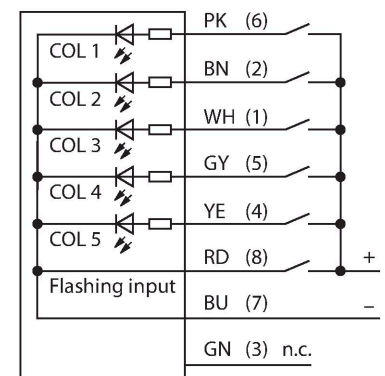 PK (6)
COL 1
BN (2)
COL 2
WH (1)
COL 3
GY (5)
COL 4
YE (4)
COL 5
RD (8)
+
Flashing input
BU (7)
–
GN (3) n.c.